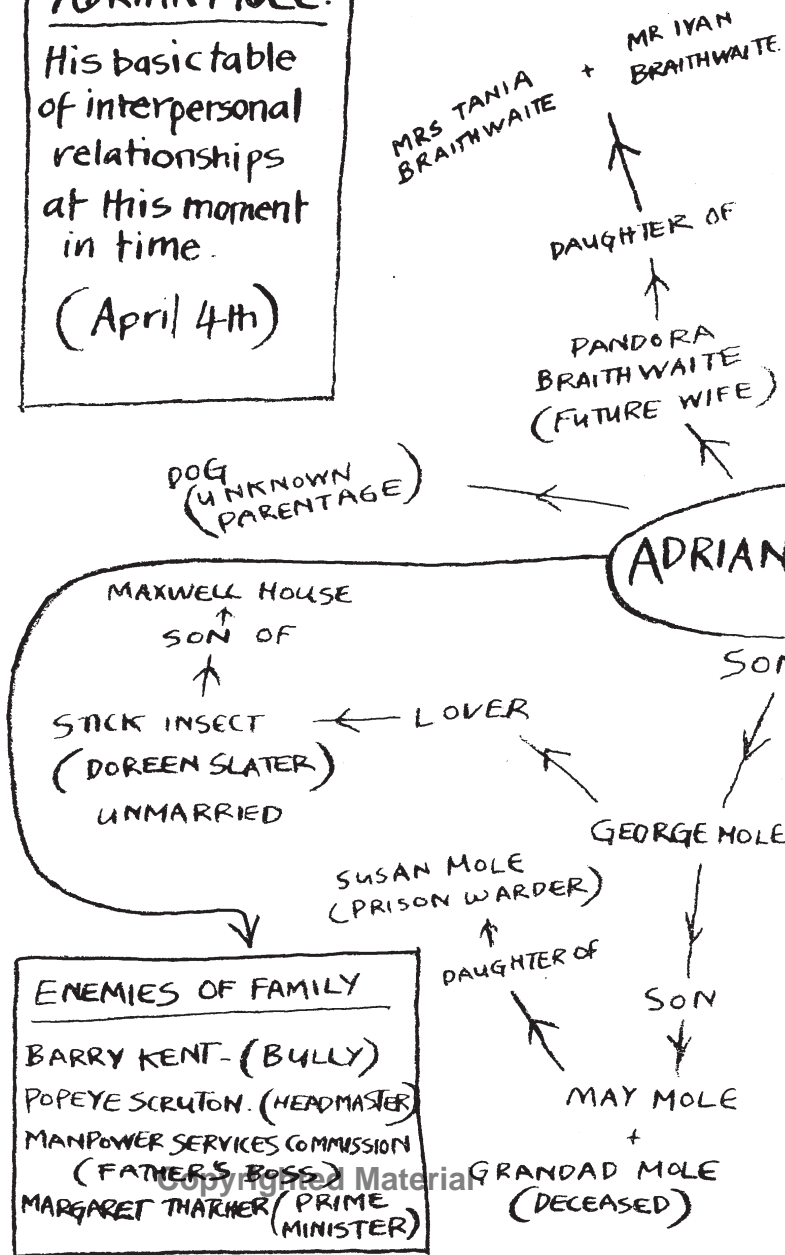 ADRIAN MOLE:
His basic table
of interpersonal
relationships
at this moment
in time.
(April 4th)
MRS TANIA
BRAITHWAITE
+
MR IVAN
BRAITHWAITE.
DAUGHTER OF
PANDORA
BRAITHWAITE
(FUTURE WIFE)
DOG
(UNKNOWN
PARENTAGE)
ADRIAN
MAXWELL HOUSE
SON OF
STICK INSECT
(DOREEN SLATER)
UNMARRIED
LOVER
SON
GEORGE MOLE
SUSAN MOLE
(PRISON WARDER)
DAUGHTER OF
SON
MAY MOLE
+
GRANDAD MOLE
(DECEASED)
ENEMIES OF FAMILY
BARRY KENT - (BULLY)
POPEYE SCRUTON. (HEADMASTER)
MANPOWER SERVICES COMMISSION
(FATHER'S BOSS)
MARGARET THATCHER (PRIME
MINISTER)
Copyrighted Material